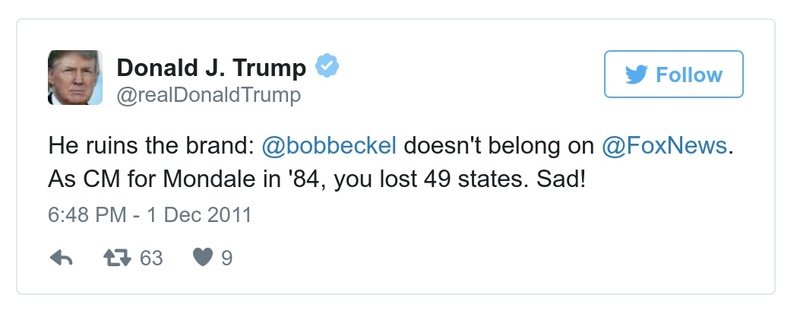 Donald J. Trump
@realDonaldTrump
Follow
He ruins the brand: @bobbeckel doesn't belong on @FoxNews.
As CM for Mondale in '84, you lost 49 states. Sad!
6:48 PM - 1 Dec 2011
63 9